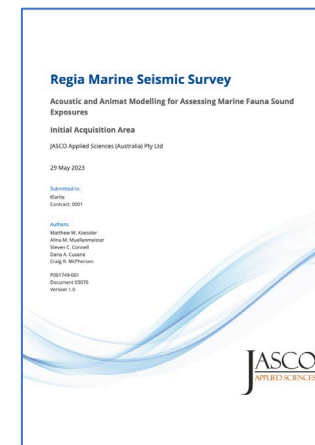 Regia Marine Seismic Survey
Acoustic and Animat Modelling for Assessing Marine Fauna Sound
Exposures
Initial Acquisition Area
JASCO Applied Sciences (Australia) Pty Ltd
29 May 2023
Submitted to:
Klarite
Contract: 0001
Authors:
Matthew W. Koessler
Alina M. Muellenmeister
Steven C. Connell
Dana A. Cusano
Craig R. McPherson
P001749-001
Document 03076
Version 1.0
JASCO
APPLIED SCIENCES